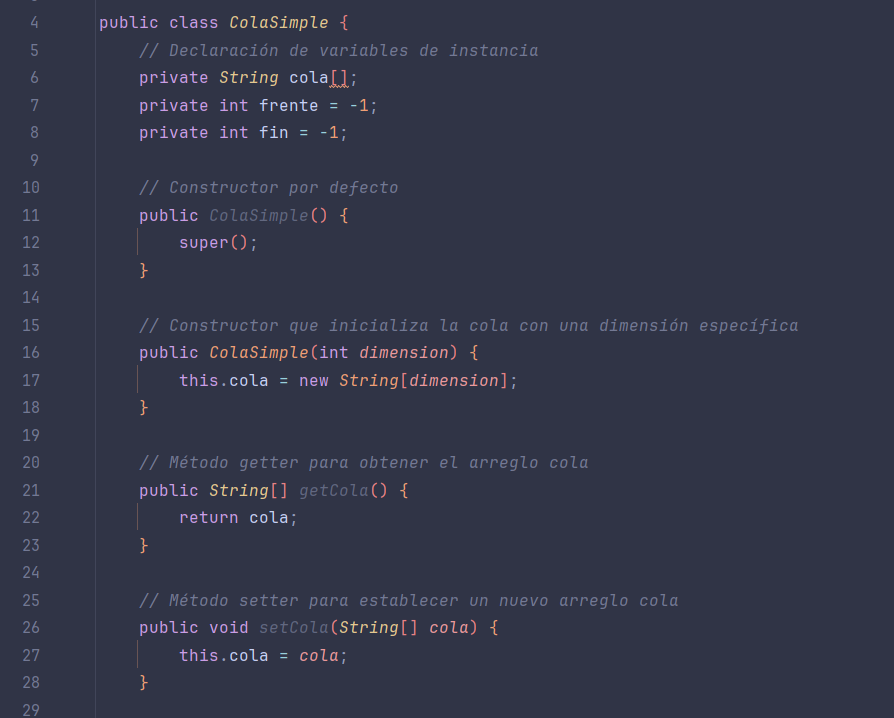 4 public class ColaSimple {
5 // Declaración de variables de instancia
6 private String cola[];
7 private int frente = -1;
8 private int fin = -1;
9
10 // Constructor por defecto
11 public ColaSimple() {
12 super();
13 }
14
15 // Constructor que inicializa la cola con una dimensión específica
16 public ColaSimple(int dimension) {
17 this.cola = new String[dimension];
18 }
19
20 // Método getter para obtener el arreglo cola
21 public String[] getCola() {
22 return cola;
23 }
24
25 // Método setter para establecer un nuevo arreglo cola
26 public void setCola(String[] cola) {
27 this.cola = cola;
28 }
29